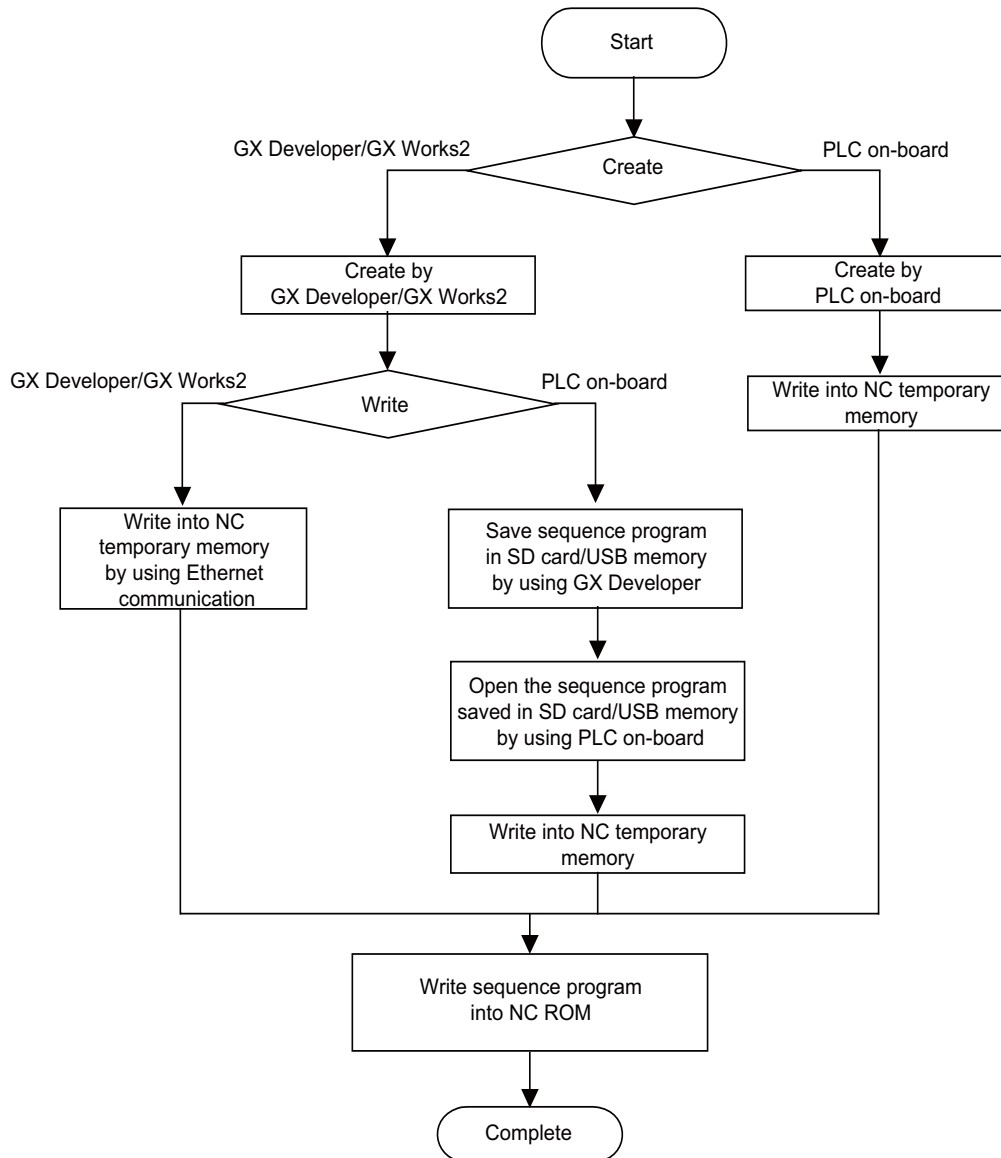 Start
GX Developer/GX Works2
PLC on-board
Create
Create by
GX Developer/GX Works2
Create by
PLC on-board
GX Developer/GX Works2
PLC on-board
Write
Write into NC temporary
memory
Write into NC
temporary memory
by using Ethernet
communication
Save sequence program
in SD card/USB memory
by using GX Developer
Open the sequence program
saved in SD card/USB memory
by using PLC on-board
Write into NC temporary
memory
Write sequence program
into NC ROM
Complete